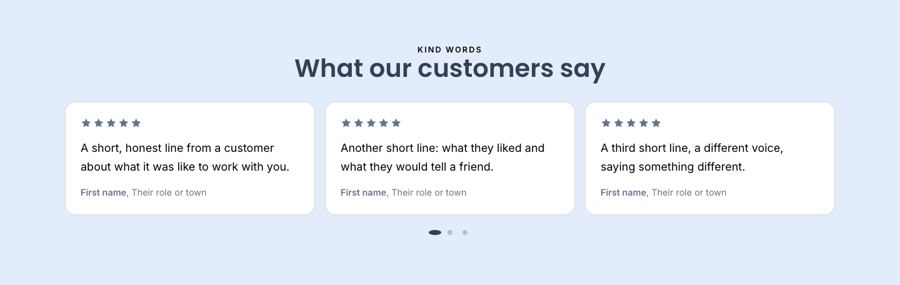 KIND WORDS
What our customers say
A short, honest line from a customer
about what it was like to work with you.
First name, Their role or town
Another short line: what they liked and
what they would tell a friend.
First name, Their role or town
A third short line, a different voice,
saying something different.
First name, Their role or town